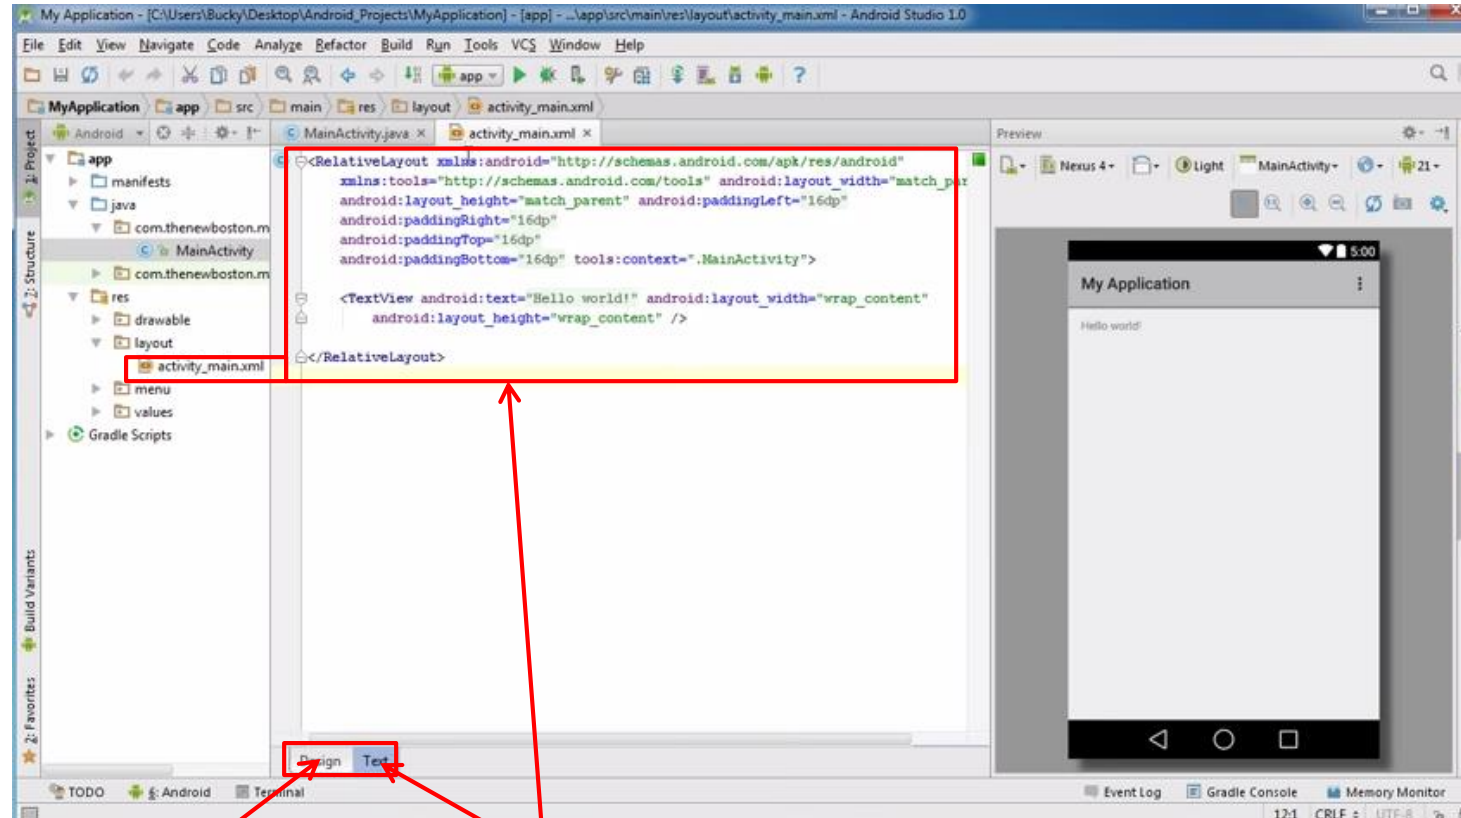 My Application - [C:\Users\Bucky\Desktop\Android_Projects\MyApplication] - [app] - ...\app\src\main\res\layout\activity_main.xml - Android Studio 1.0
File Edit View Navigate Code Analyze Refactor Build Run Tools VCS Window Help
app
MyApplication app src main res layout activity_main.xml
Android MainActivity.java activity_main.xml Preview
1: Project
2: Structure
Build Variants
2: Favorites
app
manifests
java
com.thenewboston.m
MainActivity
com.thenewboston.m
res
drawable
layout
activity_main.xml
menu
values
Gradle Scripts
<RelativeLayout xmlns:android="http://schemas.android.com/apk/res/android"
xmlns:tools="http://schemas.android.com/tools" android:layout_width="match_par
android:layout_height="match_parent" android:paddingLeft="16dp"
android:paddingRight="16dp"
android:paddingTop="16dp"
android:paddingBottom="16dp" tools:context=".MainActivity">
<TextView android:text="Hello world!" android:layout_width="wrap_content"
android:layout_height="wrap_content" />
</RelativeLayout>
Design Text
Nexus 4 Light MainActivity 21
5:00
My Application
Hello world!
TODO 6: Android Terminal Event Log Gradle Console Memory Monitor
12:1 CRLF UTF-8